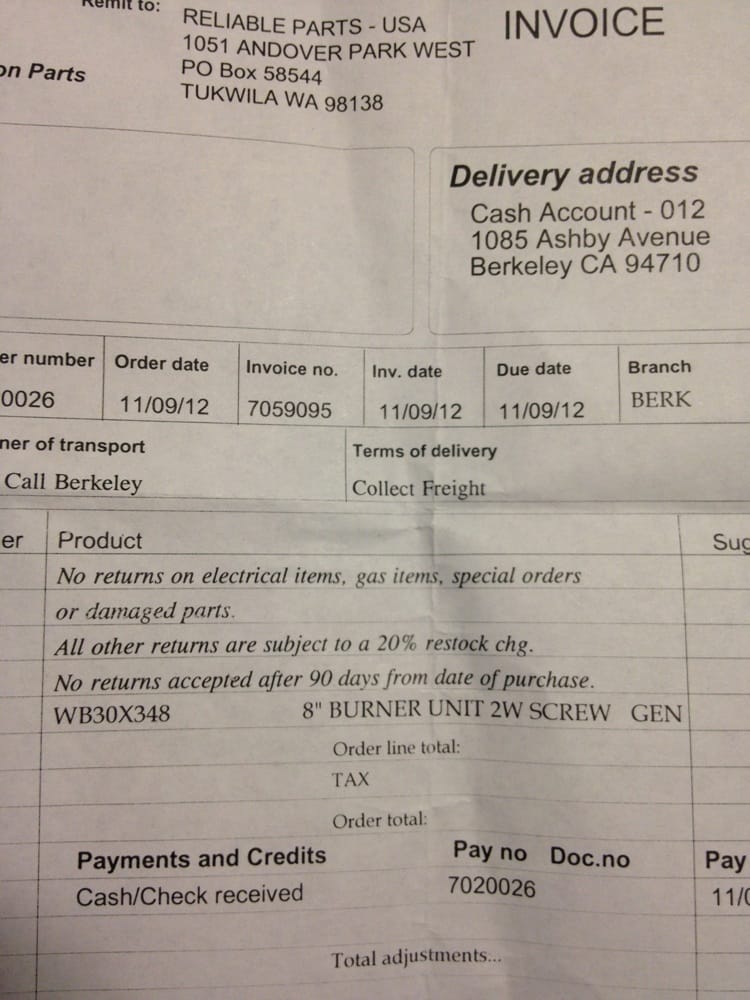 Remit to:
RELIABLE PARTS - USA
1051 ANDOVER PARK WEST
PO Box 58544
TUKWILA WA 98138
INVOICE
on Parts
Delivery address
Cash Account - 012
1085 Ashby Avenue
Berkeley CA 94710
er number Order date Invoice no. Inv. date Due date Branch
0026 11/09/12 7059095 11/09/12 11/09/12 BERK
ner of transport Terms of delivery
Call Berkeley Collect Freight
er Product Sug
No returns on electrical items, gas items, special orders
or damaged parts.
All other returns are subject to a 20% restock chg.
No returns accepted after 90 days from date of purchase.
WB30X348 8" BURNER UNIT 2W SCREW GEN
Order line total:
TAX
Order total:
Payments and Credits Pay no Doc.no Pay
Cash/Check received 7020026 11/0
Total adjustments...